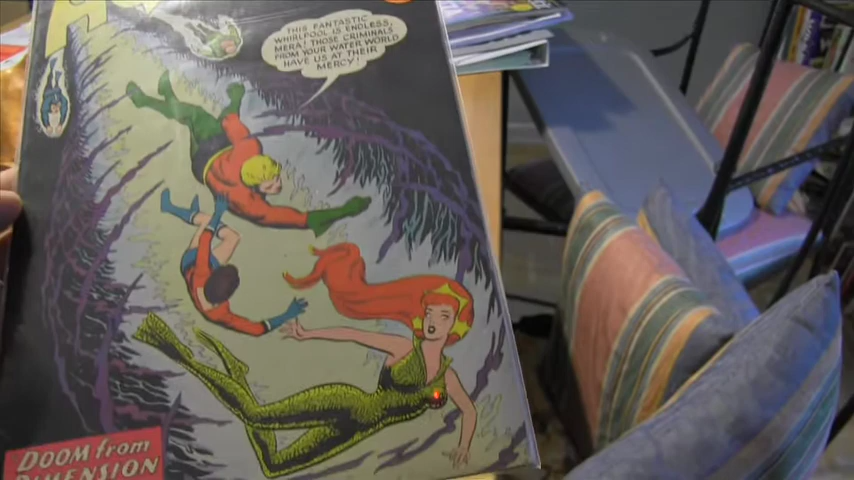 THIS FANTASTIC
WHIRLPOOL IS ENDLESS,
MERA! THOSE CRIMINALS
FROM YOUR WATER WORLD
HAVE US AT THEIR
MERCY!
DOOM from
DIMENSION